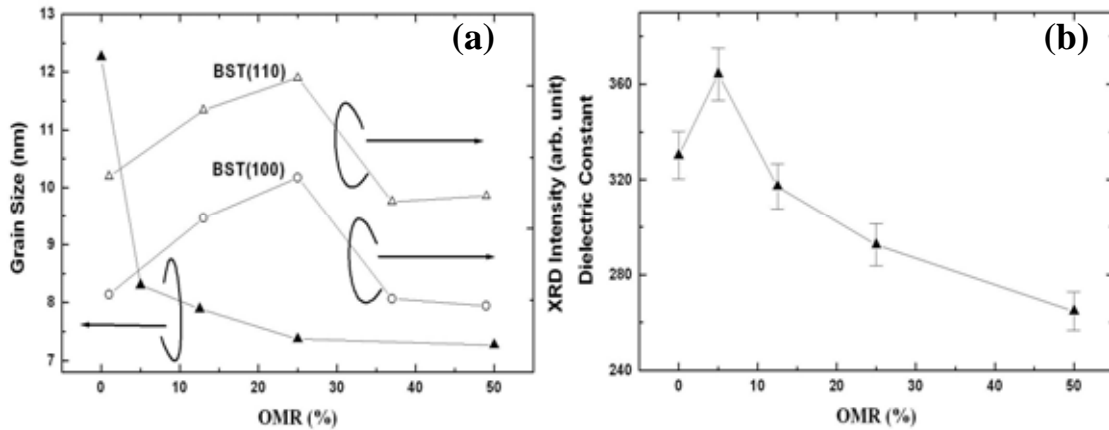 (a)
13
12
11
10
9
8
7
Grain Size (nm)
BST(110)
BST(100)
XRD Intensity (arb. unit)
0 10 20 30 40 50
OMR (%)
(b)
360
320
280
240
Dielectric Constant
0 10 20 30 40 50
OMR (%)